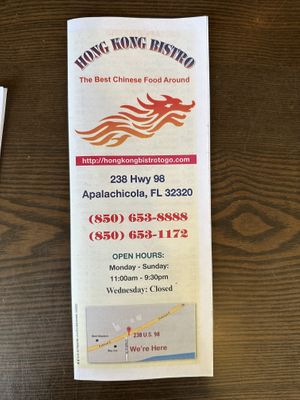 HONG KONG BISTRO
The Best Chinese Food Around
http://hongkongbistrotogo.com
238 Hwy 98
Apalachicola, FL 32320
(850) 653-8888
(850) 653-1172
OPEN HOURS:
Monday - Sunday:
11:00am - 9:30pm
Wednesday: Closed
238 U.S. 98
We're Here